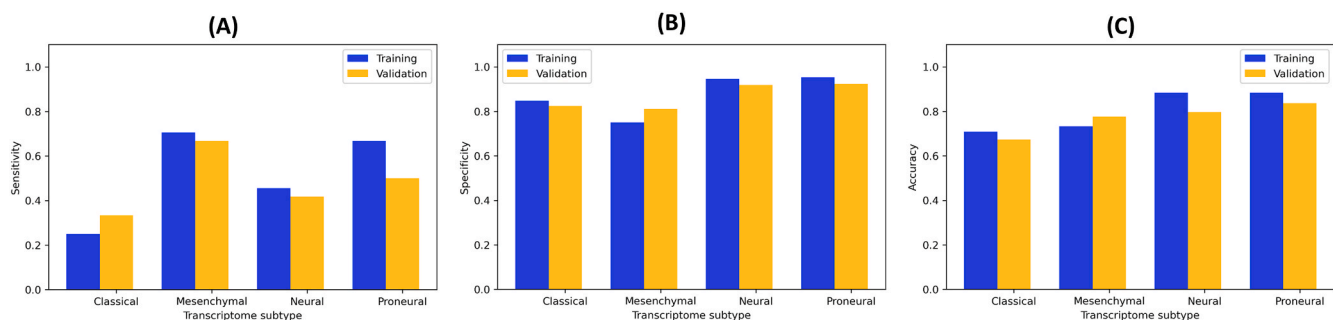 (A)
Training
Validation
1.0
0.8
0.6
0.4
0.2
0.0
Sensitivity
Classical Mesenchymal Neural Proneural
Transcriptome subtype
(B)
Training
Validation
1.0
0.8
0.6
0.4
0.2
0.0
Specificity
Classical Mesenchymal Neural Proneural
Transcriptome subtype
(C)
Training
Validation
1.0
0.8
0.6
0.4
0.2
0.0
Accuracy
Classical Mesenchymal Neural Proneural
Transcriptome subtype